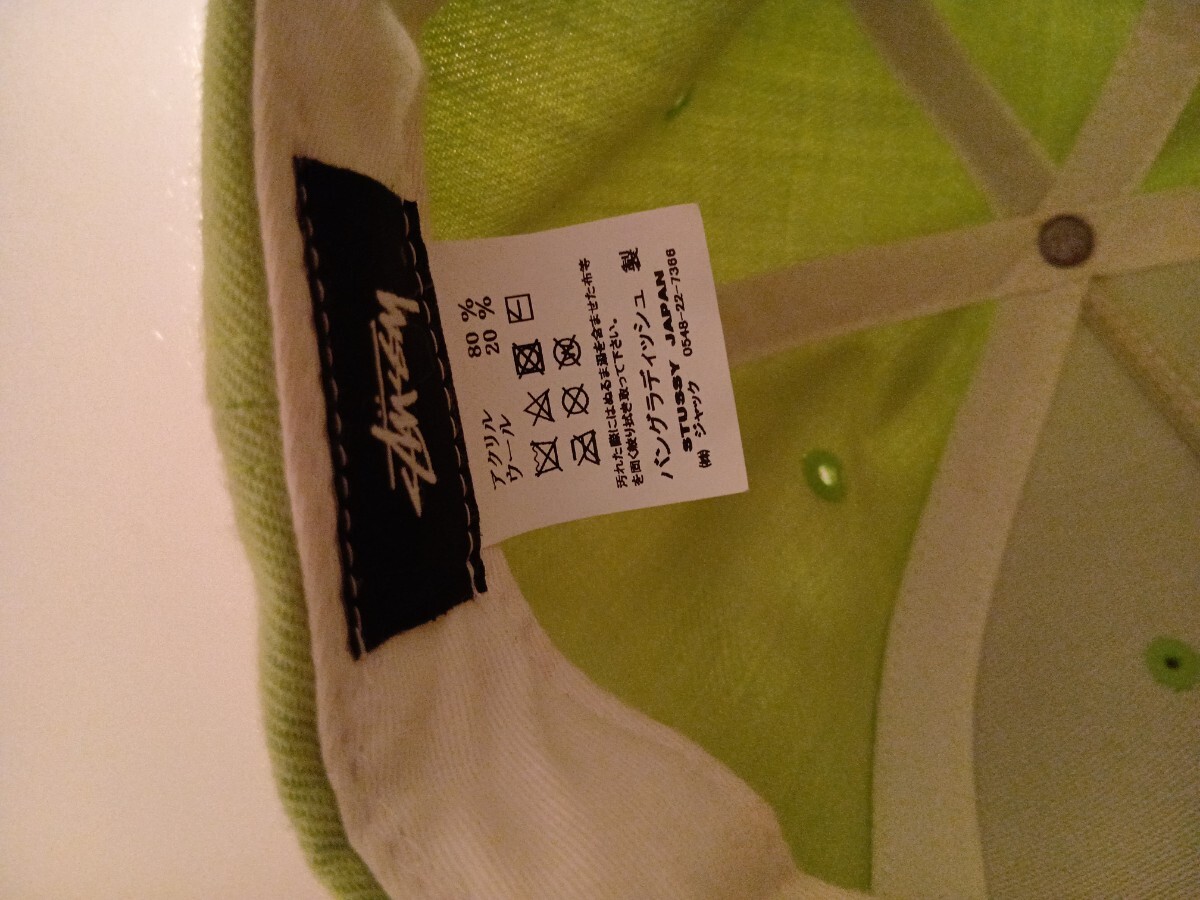 STÜSSY
アクリル 80 %
ウール 20 %
汚れた際にはぬるま湯を含ませた布等
を固く絞り拭き取って下さい。
バングラディッシュ 製
STUSSY JAPAN
㈱ ジャック 0548-22-7366